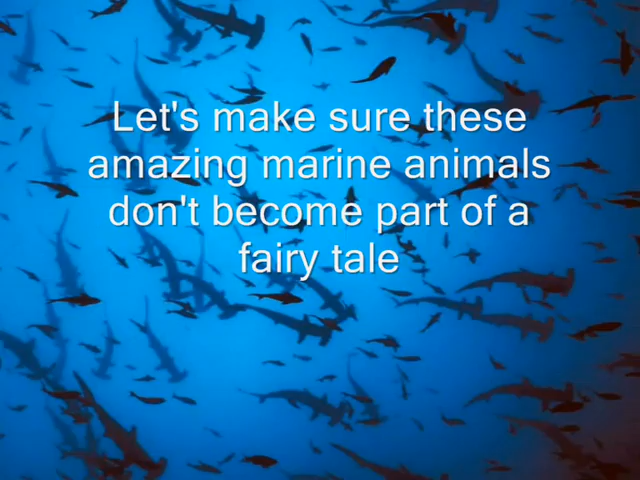 Let's make sure these
amazing marine animals
don't become part of a
fairy tale